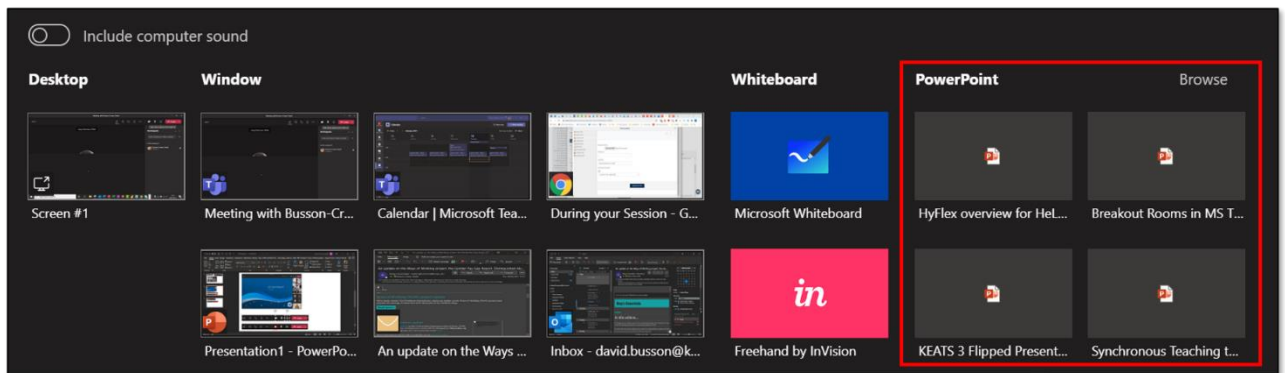 Include computer sound
Desktop
Window
Whiteboard
PowerPoint
Browse
Screen #1
Meeting with Busson-Cr...
Calendar | Microsoft Tea...
During your Session - G...
Microsoft Whiteboard
HyFlex overview for HeL...
Breakout Rooms in MS T...
in
Presentation1 - PowerPo...
An update on the Ways ...
Inbox - david.busson@k...
Freehand by InVision
KEATS 3 Flipped Present...
Synchronous Teaching t...